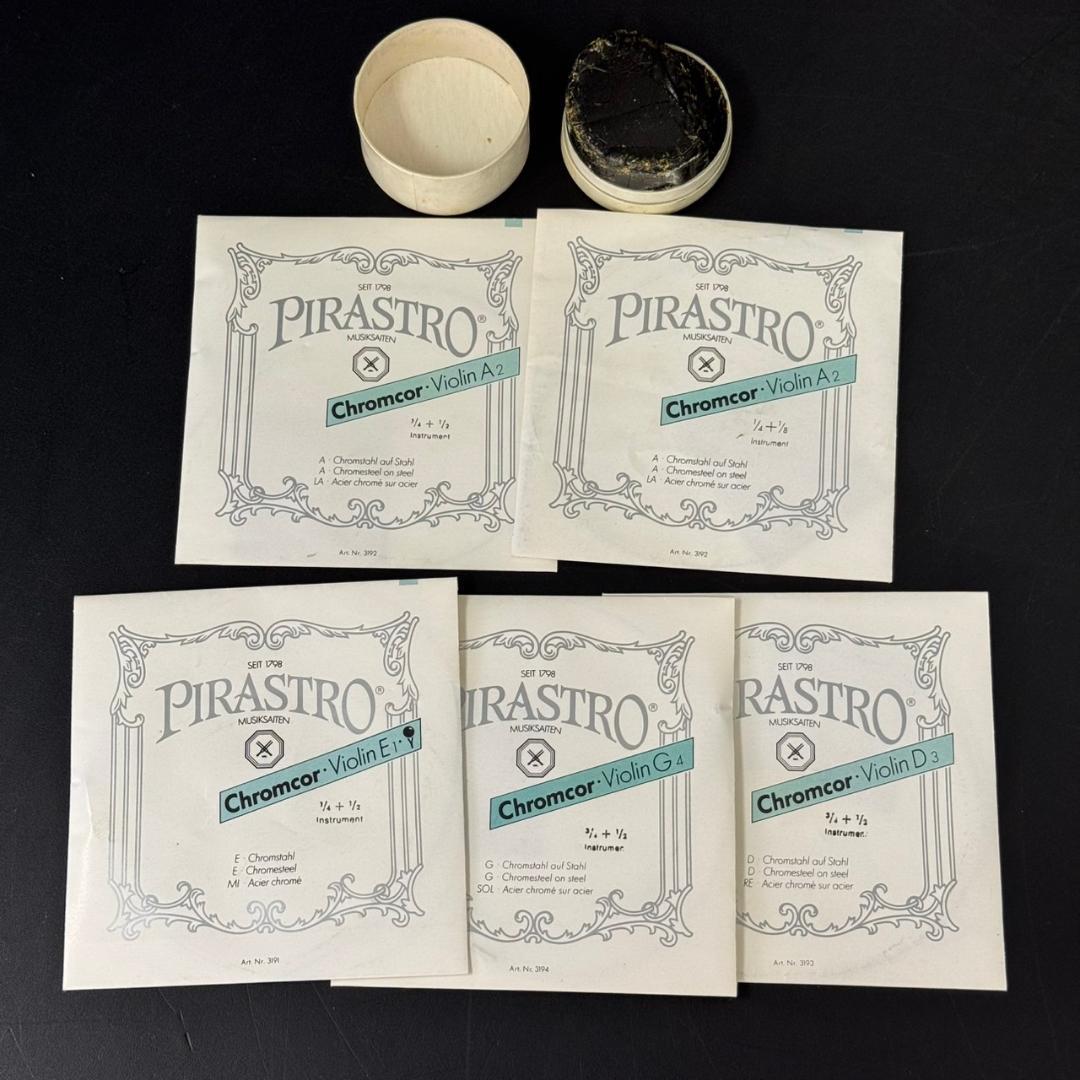 SEIT 1798
PIRASTRO®
MUSIKSAITEN
Chromcor · Violin A 2
3/4 + 1/2
Instrument
A · Chromstahl auf Stahl
A · Chromesteel on steel
LA · Acier chromé sur acier
Art. Nr. 3192
SEIT 1798
PIRASTRO®
MUSIKSAITEN
Chromcor · Violin A 2
1/4 + 1/8
Instrument
A · Chromstahl auf Stahl
A · Chromesteel on steel
LA · Acier chromé sur acier
Art. Nr. 3192
SEIT 1798
PIRASTRO®
MUSIKSAITEN
Chromcor · Violin E 1 ·
3/4 + 1/2
Instrument
E · Chromstahl
E · Chromesteel
MI · Acier chromé
Art. Nr. 3191
SEIT 1798
IRASTRO®
MUSIKSAITEN
Chromcor · Violin G 4
3/4 + 1/2
Instrumen
G · Chromstahl auf Stahl
G · Chromesteel on steel
SOL · Acier chromé sur acier
Art. Nr. 3194
SEIT 1798
RASTRO®
MUSIKSAITEN
Chromcor · Violin D 3
3/4 + 1/2
Instrumen
D · Chromstahl auf Stahl
D · Chromesteel on steel
RE · Acier chromé sur acier
Art. Nr. 3193